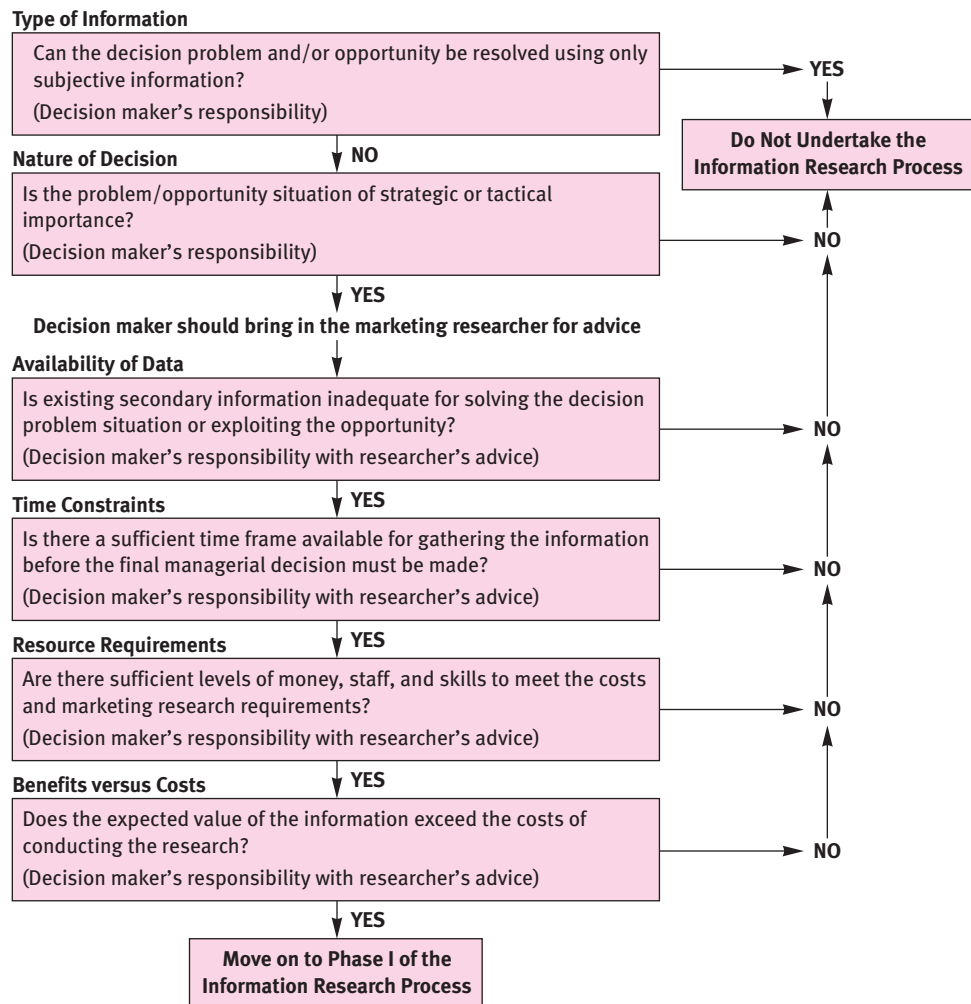 Type of Information
Can the decision problem and/or opportunity be resolved using only
subjective information?
(Decision maker’s responsibility)
YES
Do Not Undertake the
Information Research Process
NO
Nature of Decision
Is the problem/opportunity situation of strategic or tactical
importance?
(Decision maker’s responsibility)
NO
YES
Decision maker should bring in the marketing researcher for advice
Availability of Data
Is existing secondary information inadequate for solving the decision
problem situation or exploiting the opportunity?
(Decision maker’s responsibility with researcher’s advice)
NO
YES
Time Constraints
Is there a sufficient time frame available for gathering the information
before the final managerial decision must be made?
(Decision maker’s responsibility with researcher’s advice)
NO
YES
Resource Requirements
Are there sufficient levels of money, staff, and skills to meet the costs
and marketing research requirements?
(Decision maker’s responsibility with researcher’s advice)
NO
YES
Benefits versus Costs
Does the expected value of the information exceed the costs of
conducting the research?
(Decision maker’s responsibility with researcher’s advice)
NO
YES
Move on to Phase I of the
Information Research Process